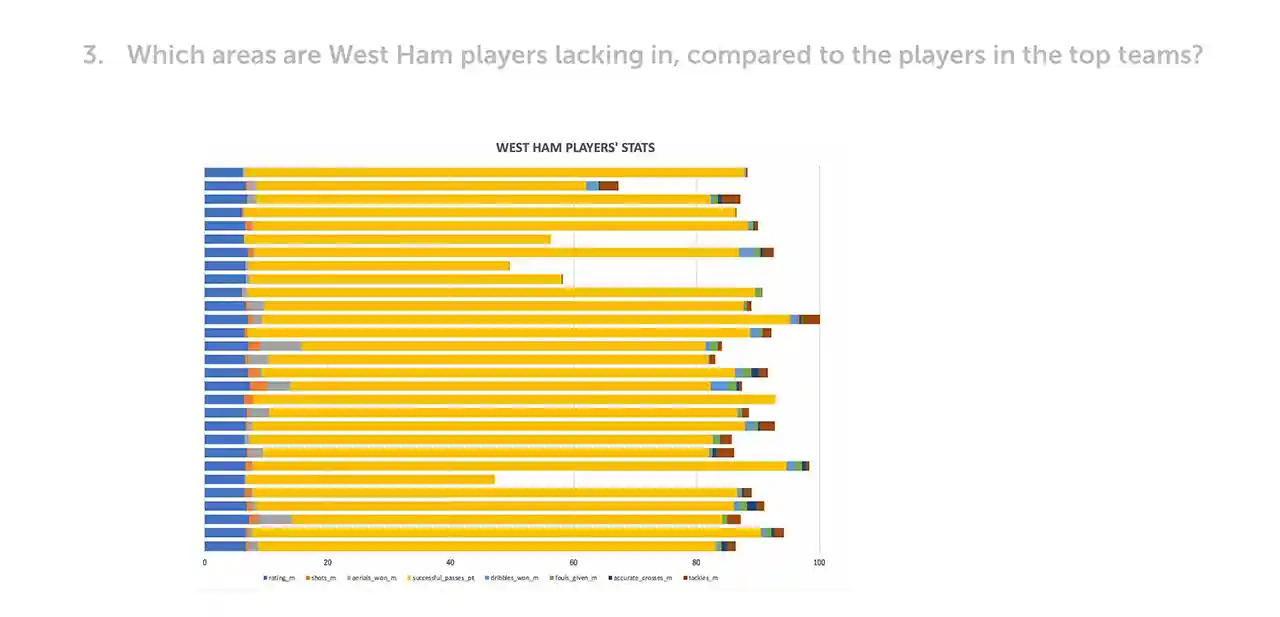 3. Which areas are West Ham players lacking in, compared to the players in the top teams?
WEST HAM PLAYERS' STATS
0 20 40 60 80 100
rating_m shots_m aerials_won_m successful_passes_pt dribbles_won_m fouls_given_m accurate_crosses_m tackles_m